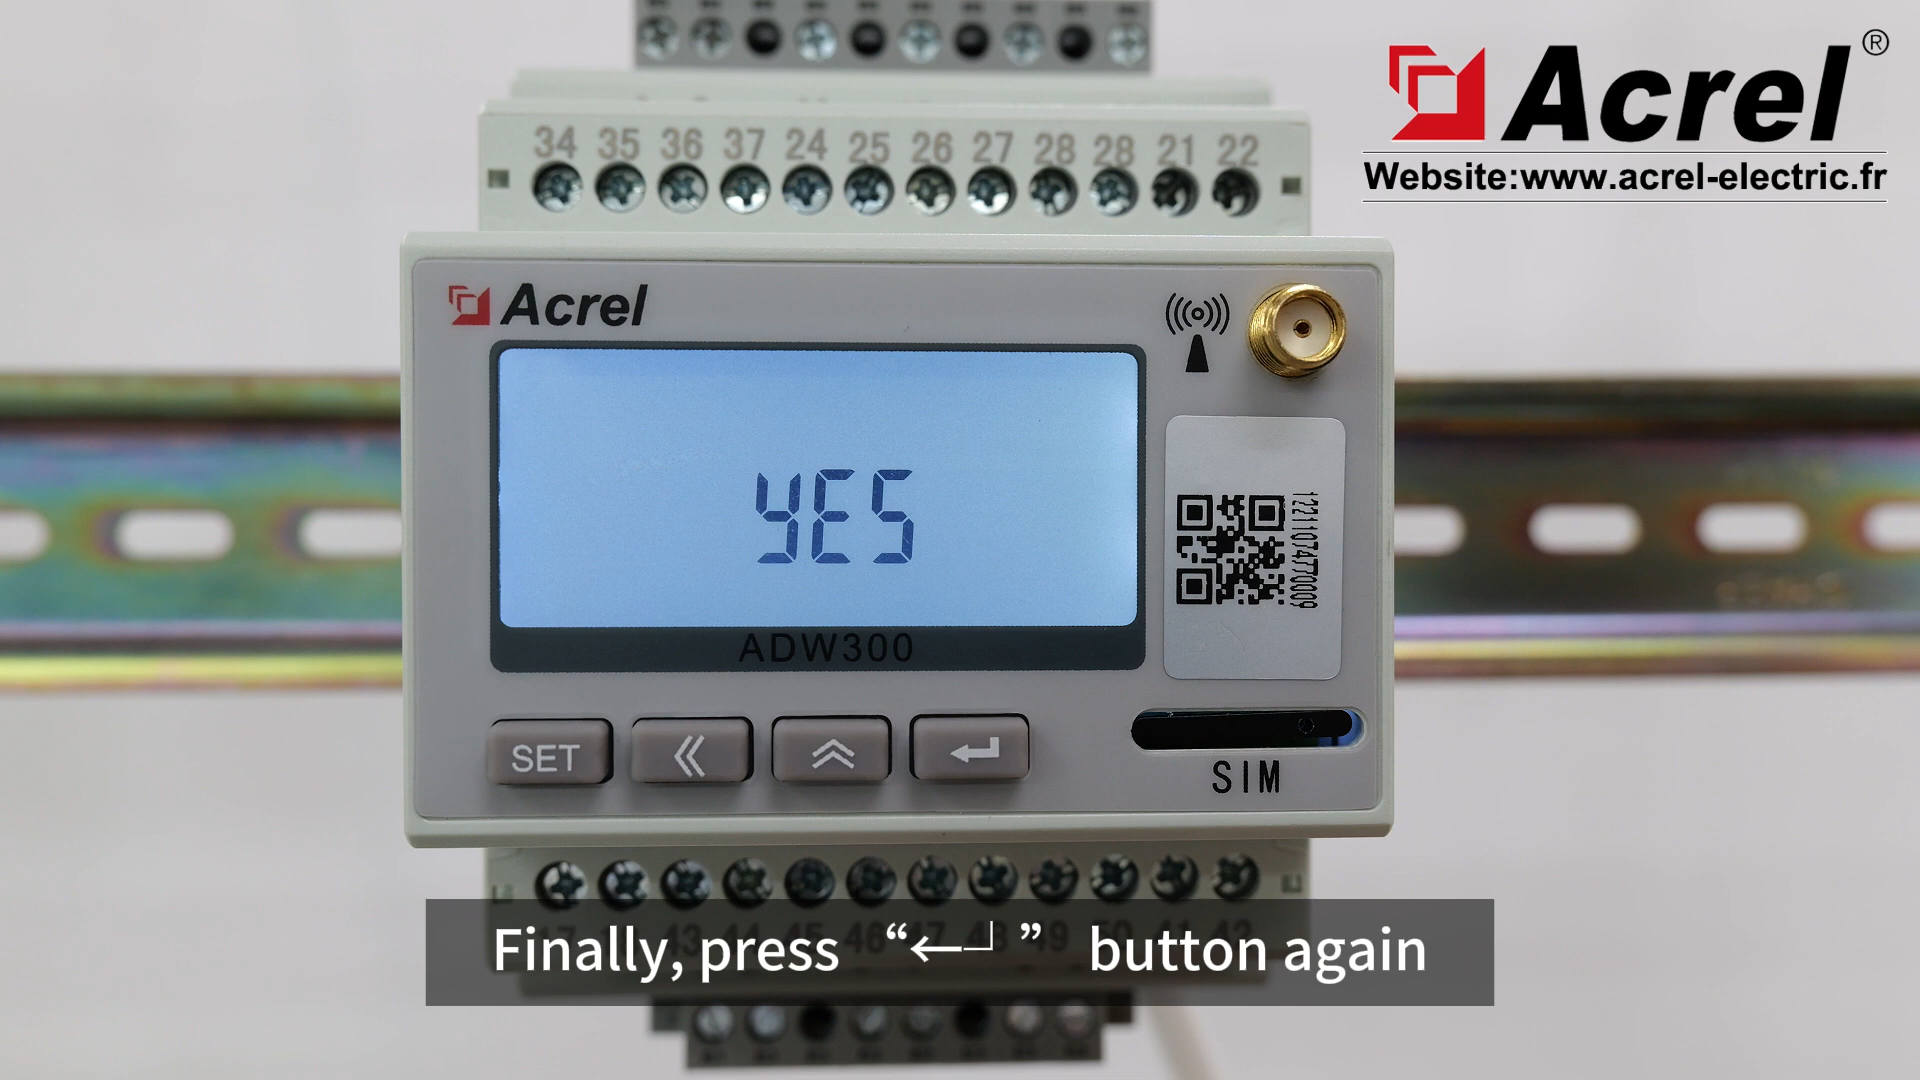 Acrel®
Website:www.acrel-electric.fr
34 35 36 37 24 25 26 27 28 28 21 22
Acrel
YES
ADW300
12211074770009
SET
SIM
Finally, press “←┘” button again